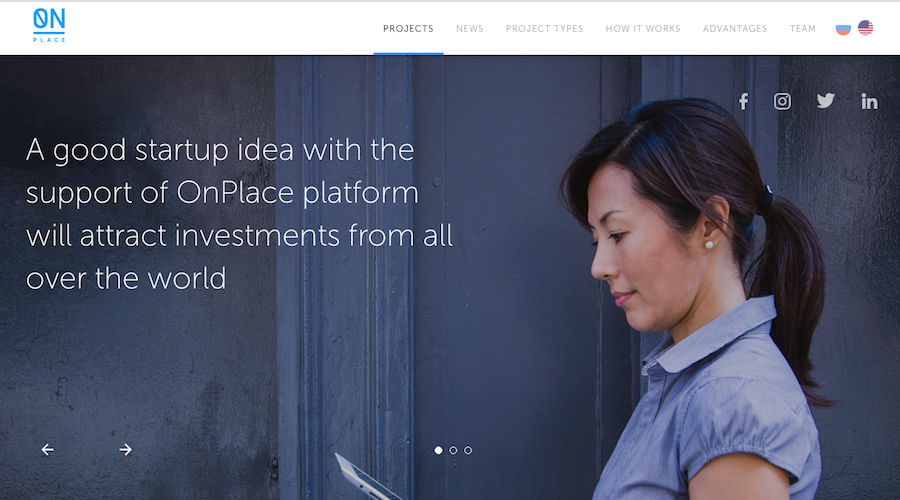 ON
PLACE
PROJECTS NEWS PROJECT TYPES HOW IT WORKS ADVANTAGES TEAM
A good startup idea with the
support of OnPlace platform
will attract investments from all
over the world